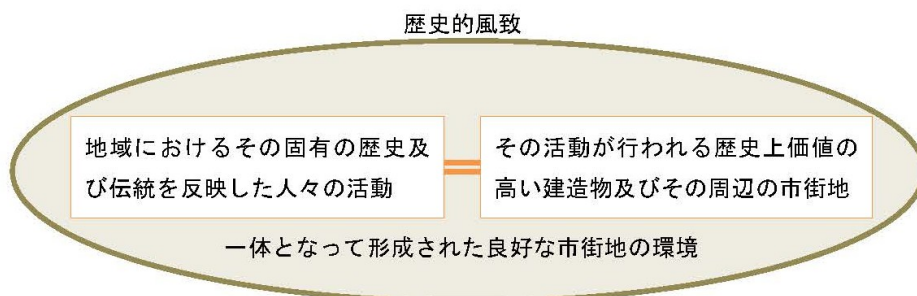 歴史的風致
地域におけるその固有の歴史及
び伝統を反映した人々の活動
その活動が行われる歴史上価値の
高い建造物及びその周辺の市街地
一体となって形成された良好な市街地の環境